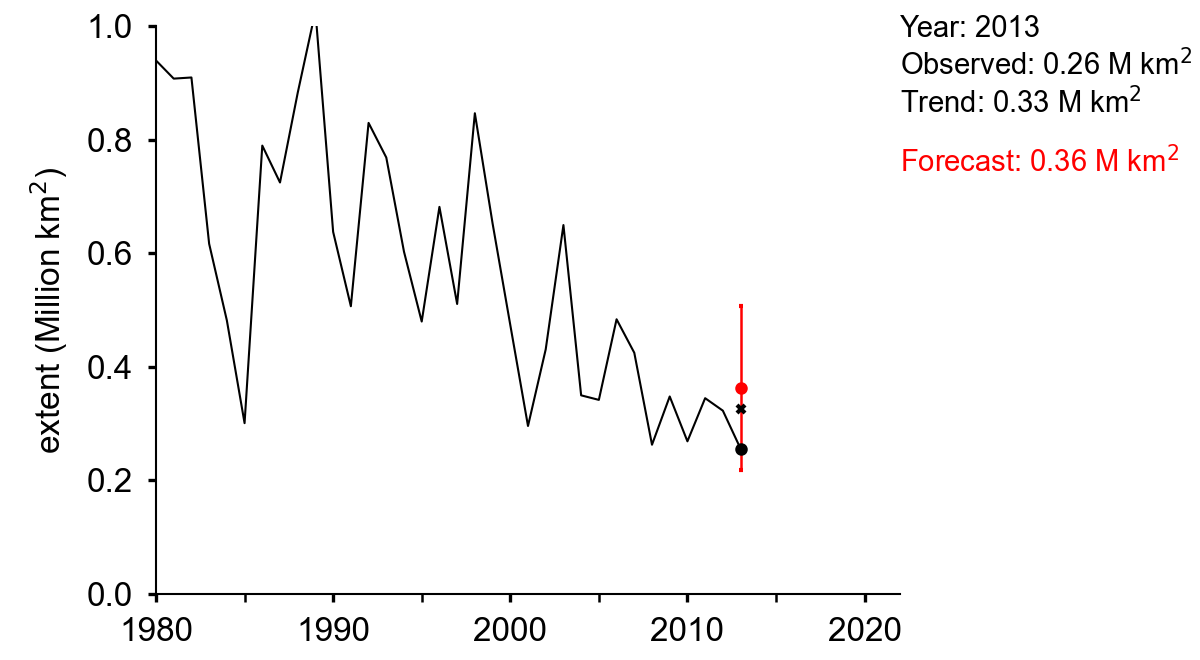 Year: 2013
Observed: 0.26 M km²
Trend: 0.33 M km²
Forecast: 0.36 M km²
extent (Million km²)
1.0
0.8
0.6
0.4
0.2
0.0
1980 1990 2000 2010 2020